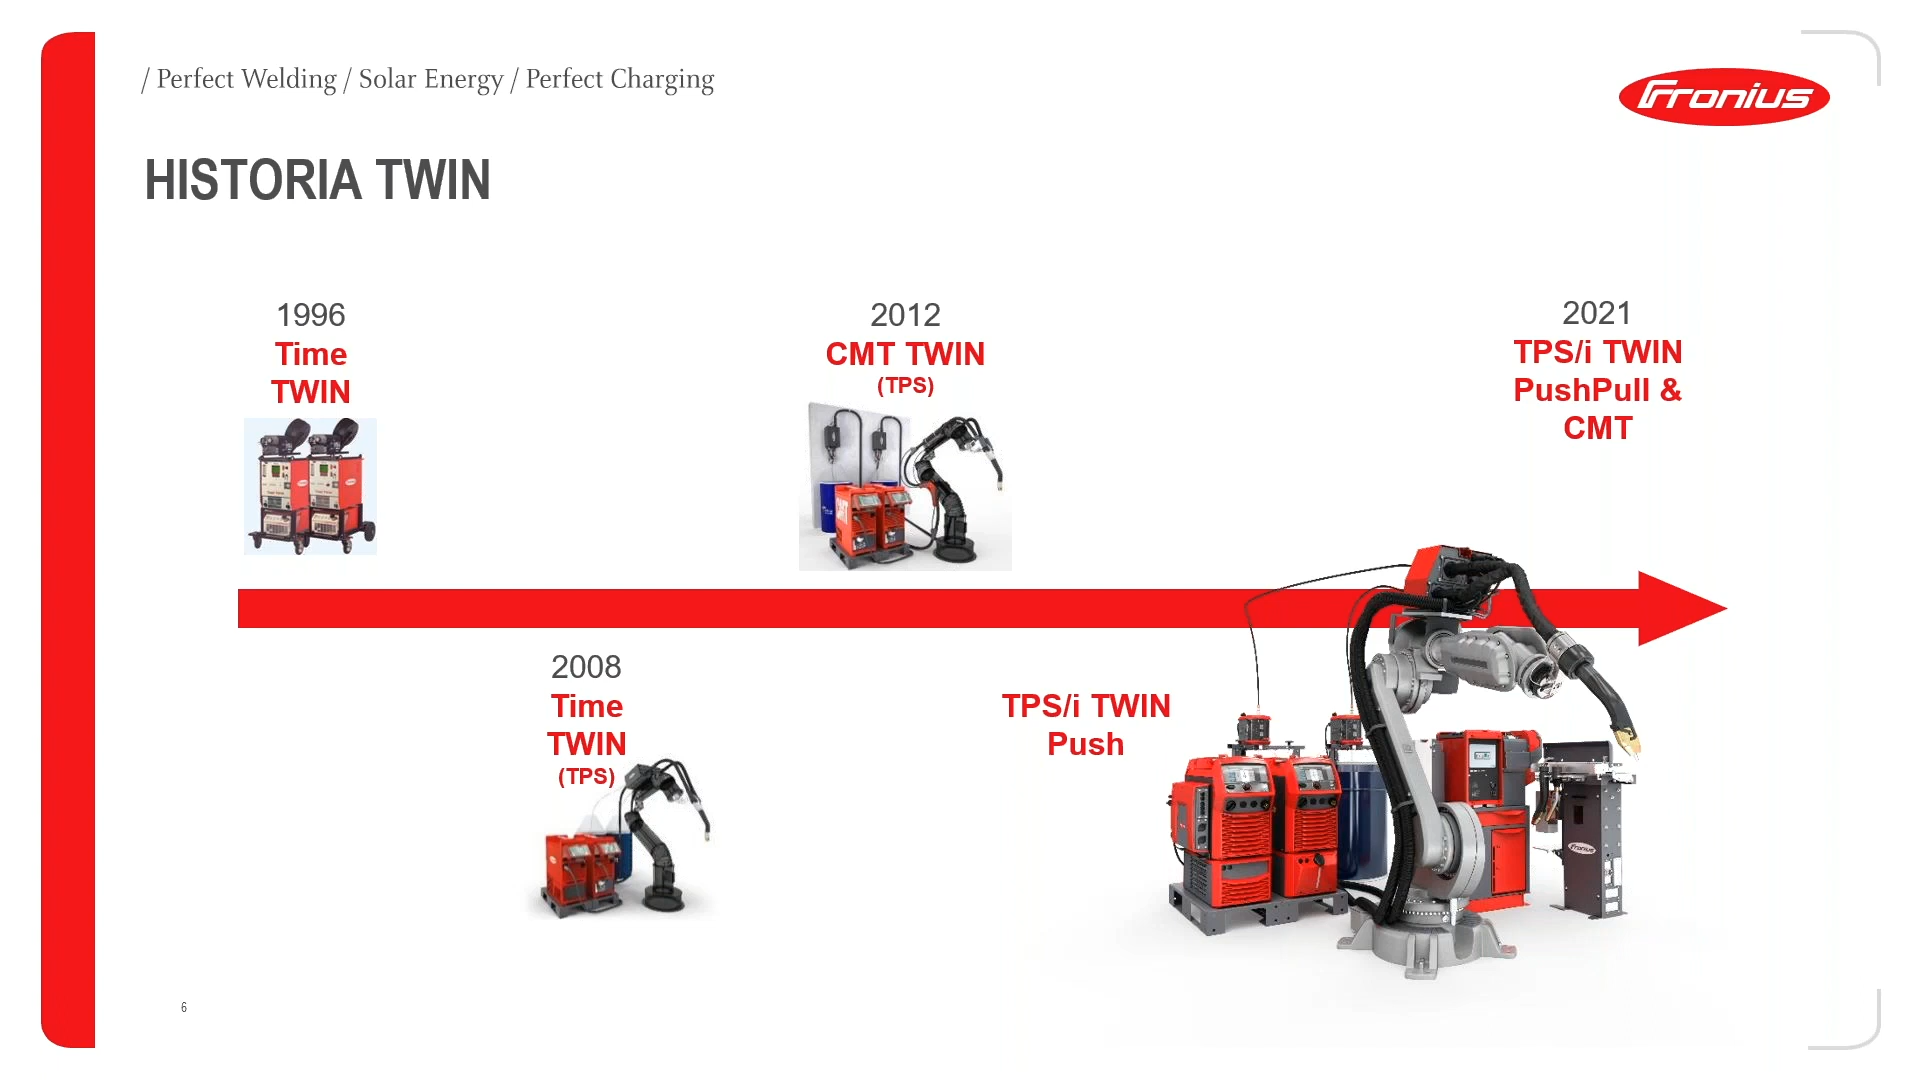 / Perfect Welding / Solar Energy / Perfect Charging
Fronius
HISTORIA TWIN
1996
Time
TWIN
2012
CMT TWIN
(TPS)
2021
TPS/i TWIN
PushPull &
CMT
2008
Time
TWIN
(TPS)
TPS/i TWIN
Push
Fronius
6